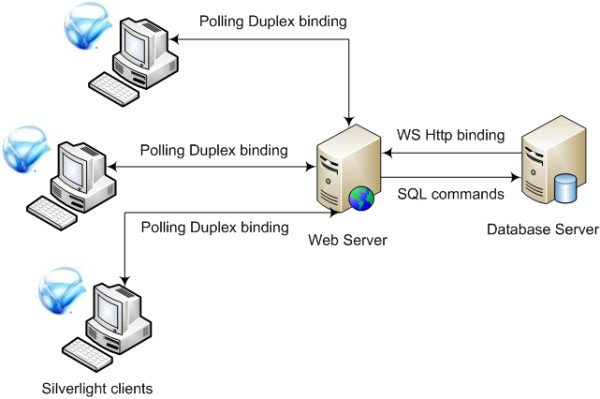 Polling Duplex binding
Polling Duplex binding
WS Http binding
SQL commands
Polling Duplex binding
Web Server
Database Server
Silverlight clients